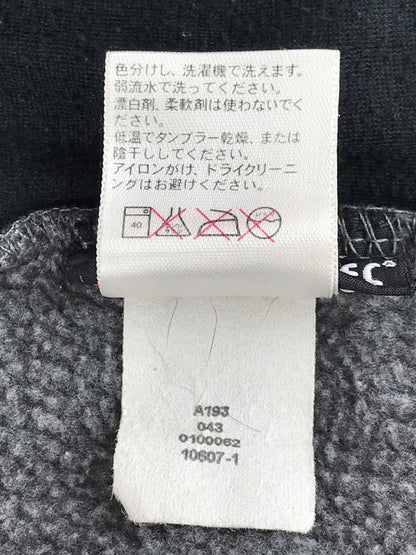 色分けし、洗濯機で洗えます。
弱流水で洗ってください。
漂白剤、柔軟剤は使わないでく
ださい。
低温でタンブラー乾燥、または
陰干ししてください。
アイロンがけ、ドライクリーニ
ングはお避けください。
40
A193
043
0100062
10607-1